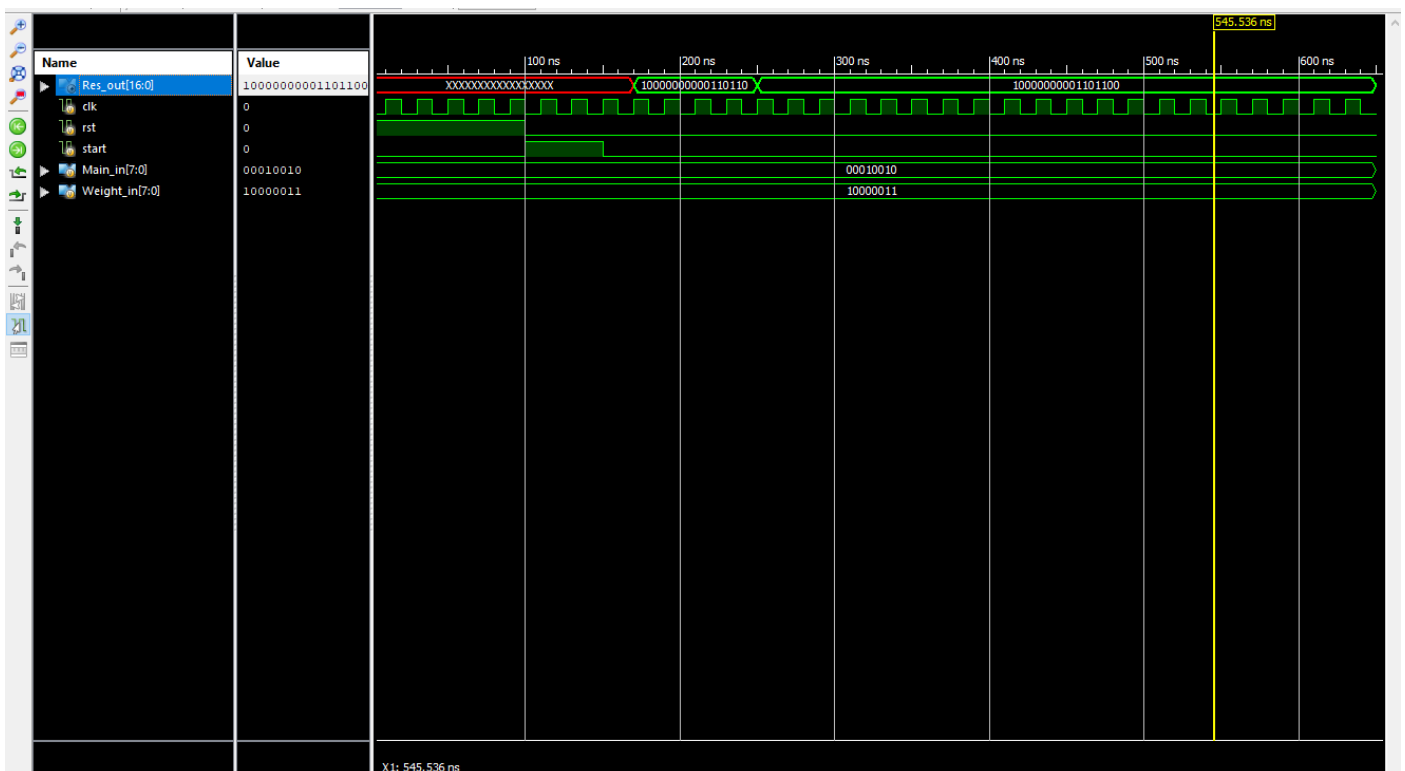 545.536 ns
Name Value
100 ns 200 ns 300 ns 400 ns 500 ns 600 ns
Res_out[16:0] 10000000001101100 XXXXXXXXXXXXXXXXX 10000000000110110 10000000001101100
clk 0
rst 0
start 0
Main_in[7:0] 00010010 00010010
Weight_in[7:0] 10000011 10000011
X1: 545.536 ns